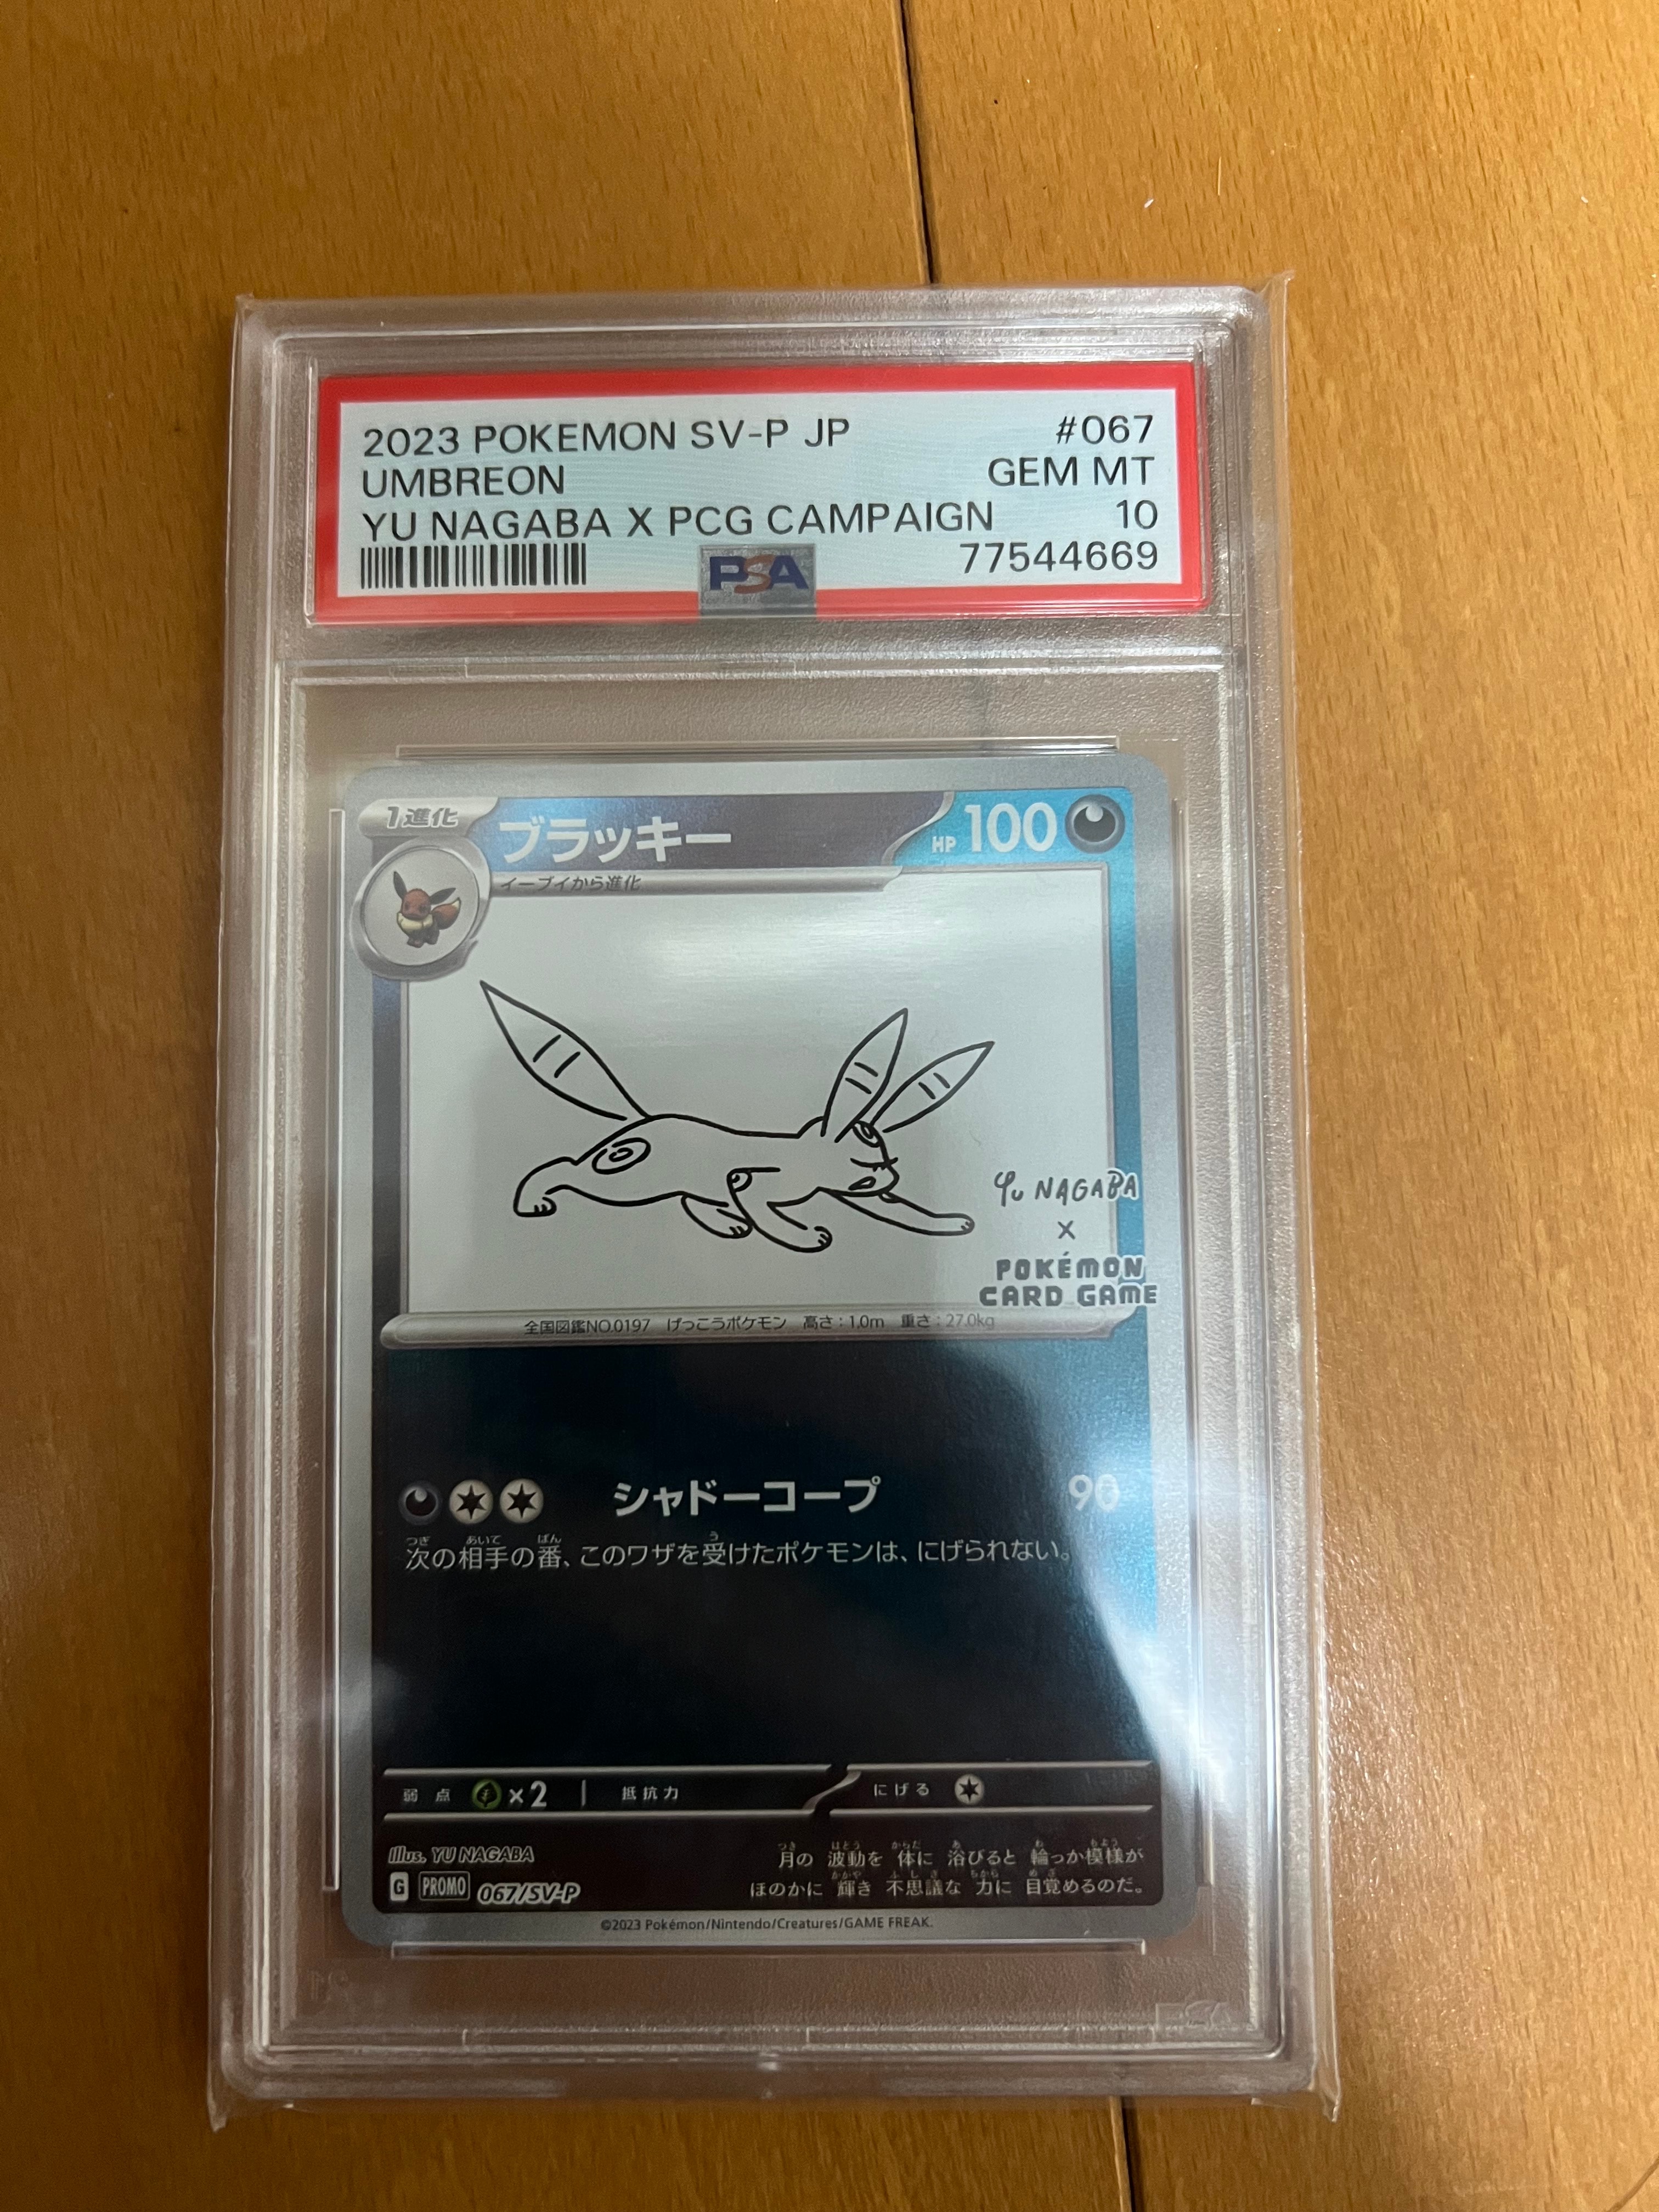 2023 POKEMON SV-P JP #067
UMBREON GEM MT
YU NAGABA X PCG CAMPAIGN 10
77544669
PSA
1進化
ブラッキー
HP 100
イーブイから進化
YU NAGABA
×
POKÉMON
CARD GAME
全国図鑑NO.0197 げっこうポケモン 高さ:1.0m 重さ:27.0kg
シャドーコープ 90
次の相手の番、このワザを受けたポケモンは、にげられない。
弱点 ×2 抵抗力 にげる
Illus. YU NAGABA
月の 波動を 体に 浴びると 輪っか模様が
ほのかに 輝き 不思議な 力に 目覚めるのだ。
G PROMO 067/SV-P
©2023 Pokémon/Nintendo/Creatures/GAME FREAK.